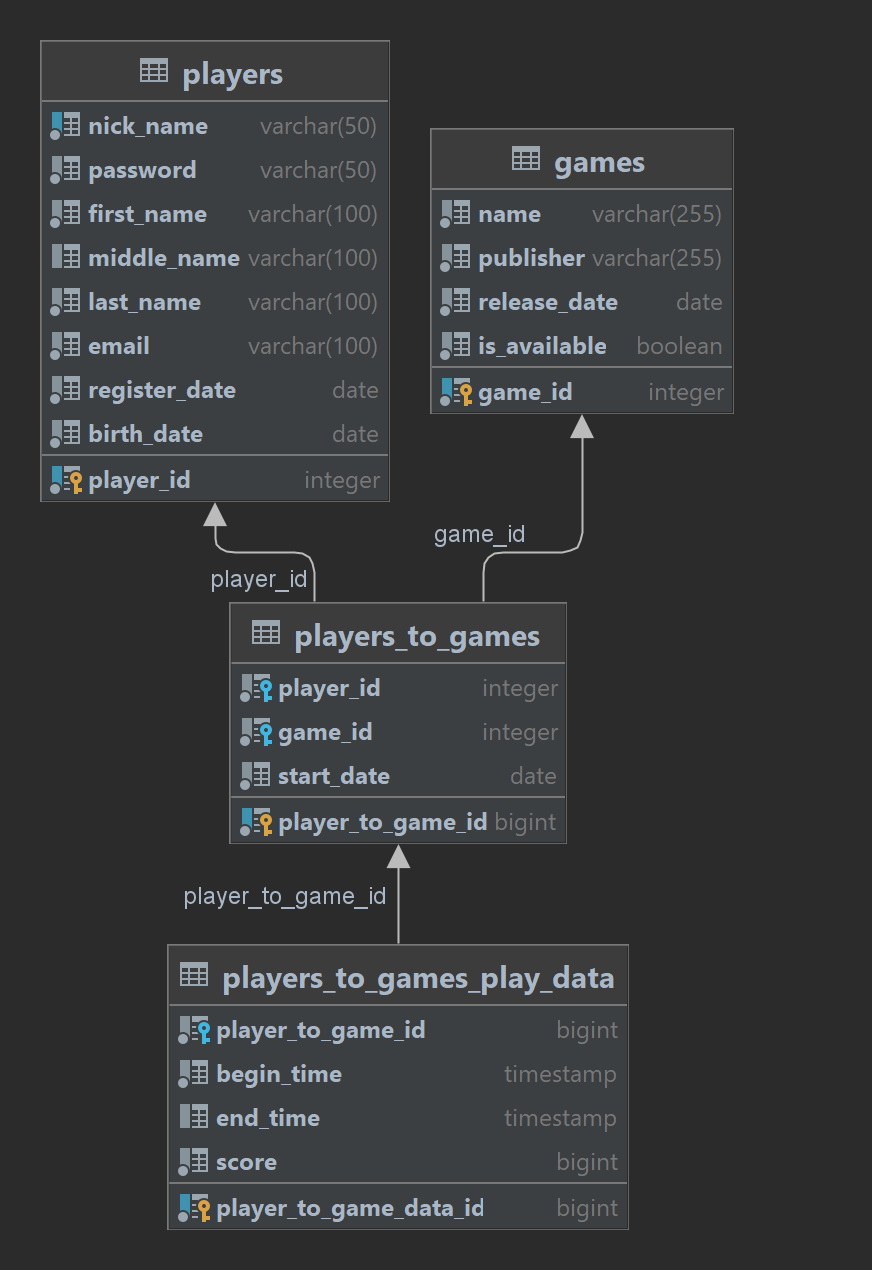 players
nick_name varchar(50)
password varchar(50)
first_name varchar(100)
middle_name varchar(100)
last_name varchar(100)
email varchar(100)
register_date date
birth_date date
player_id integer
games
name varchar(255)
publisher varchar(255)
release_date date
is_available boolean
game_id integer
game_id
player_id
players_to_games
player_id integer
game_id integer
start_date date
player_to_game_id bigint
player_to_game_id
players_to_games_play_data
player_to_game_id bigint
begin_time timestamp
end_time timestamp
score bigint
player_to_game_data_id bigint